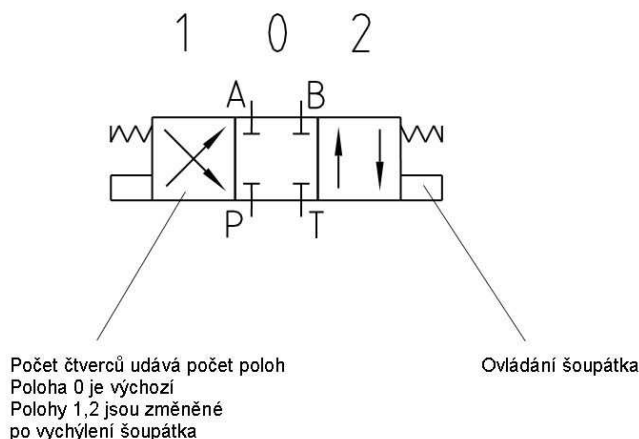 1 0 2
A B
P T
Počet čtverců udává počet poloh
Poloha 0 je výchozí
Polohy 1,2 jsou změněné
po vychýlení šoupátka
Ovládání šoupátka